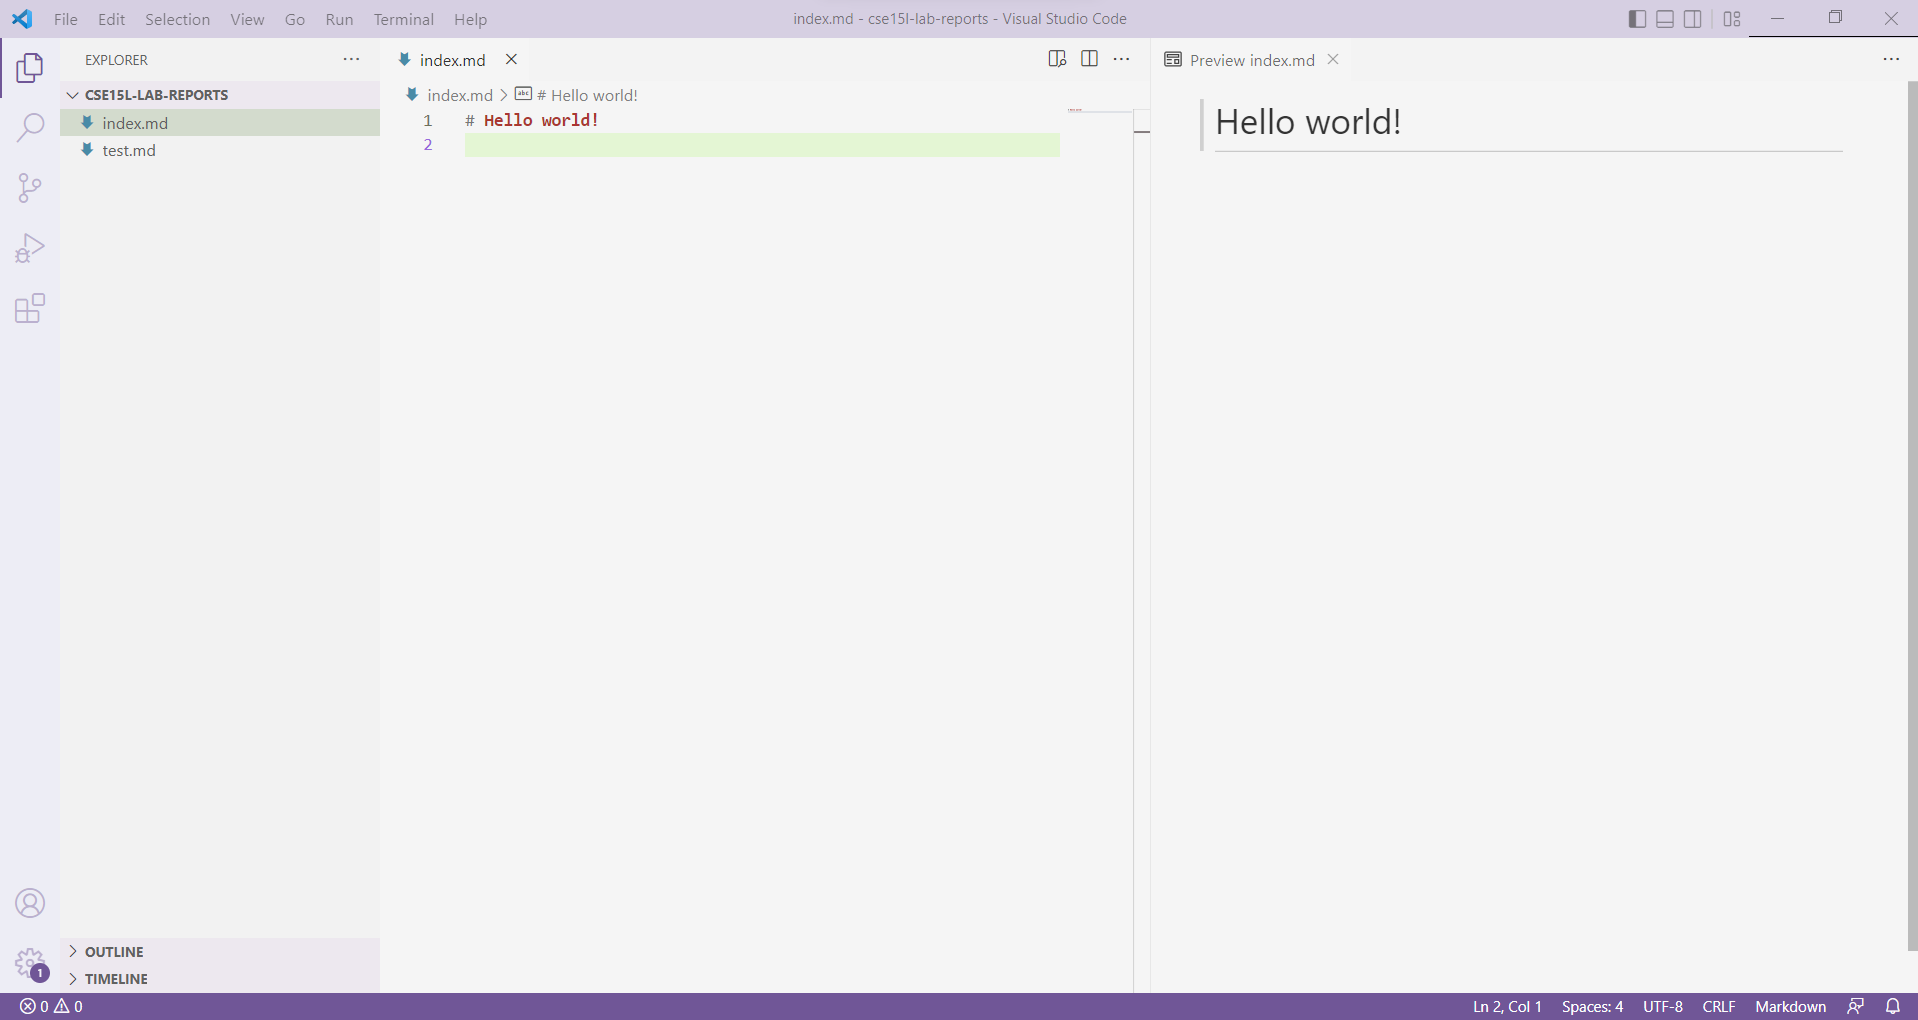 File Edit Selection View Go Run Terminal Help
index.md - cse15l-lab-reports - Visual Studio Code
EXPLORER
CSE15L-LAB-REPORTS
index.md
test.md
OUTLINE
TIMELINE
index.md
index.md > abc # Hello world!
1 # Hello world!
2
Preview index.md
Hello world!
1
0 0
Ln 2, Col 1 Spaces: 4 UTF-8 CRLF Markdown